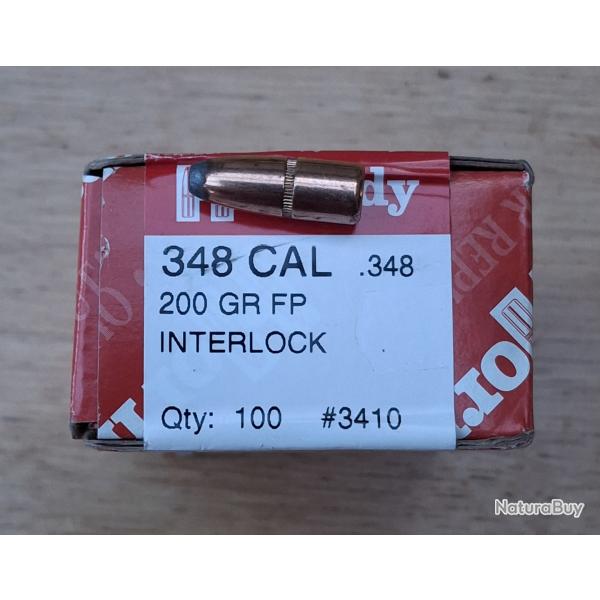 dy
348 CAL .348
200 GR FP
INTERLOCK
Qty: 100 #3410
NaturaBuy